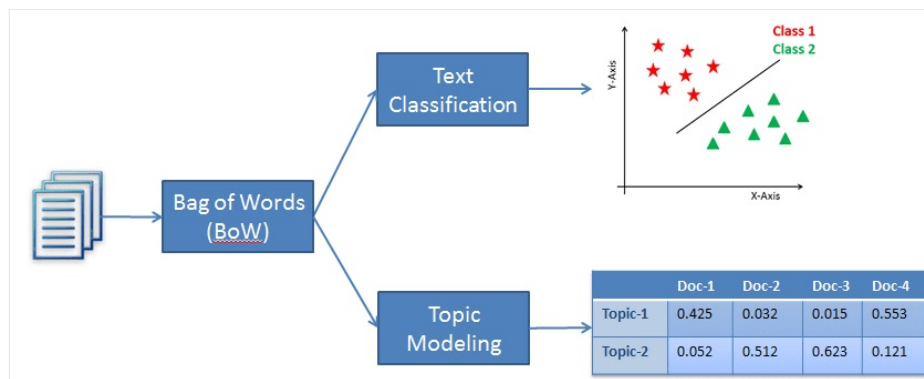 Text
Classification
Class 1
Class 2
Y-Axis
X-Axis
Bag of Words
(BoW)
Topic
Modeling
Doc-1 Doc-2 Doc-3 Doc-4
Topic-1 0.425 0.032 0.015 0.553
Topic-2 0.052 0.512 0.623 0.121